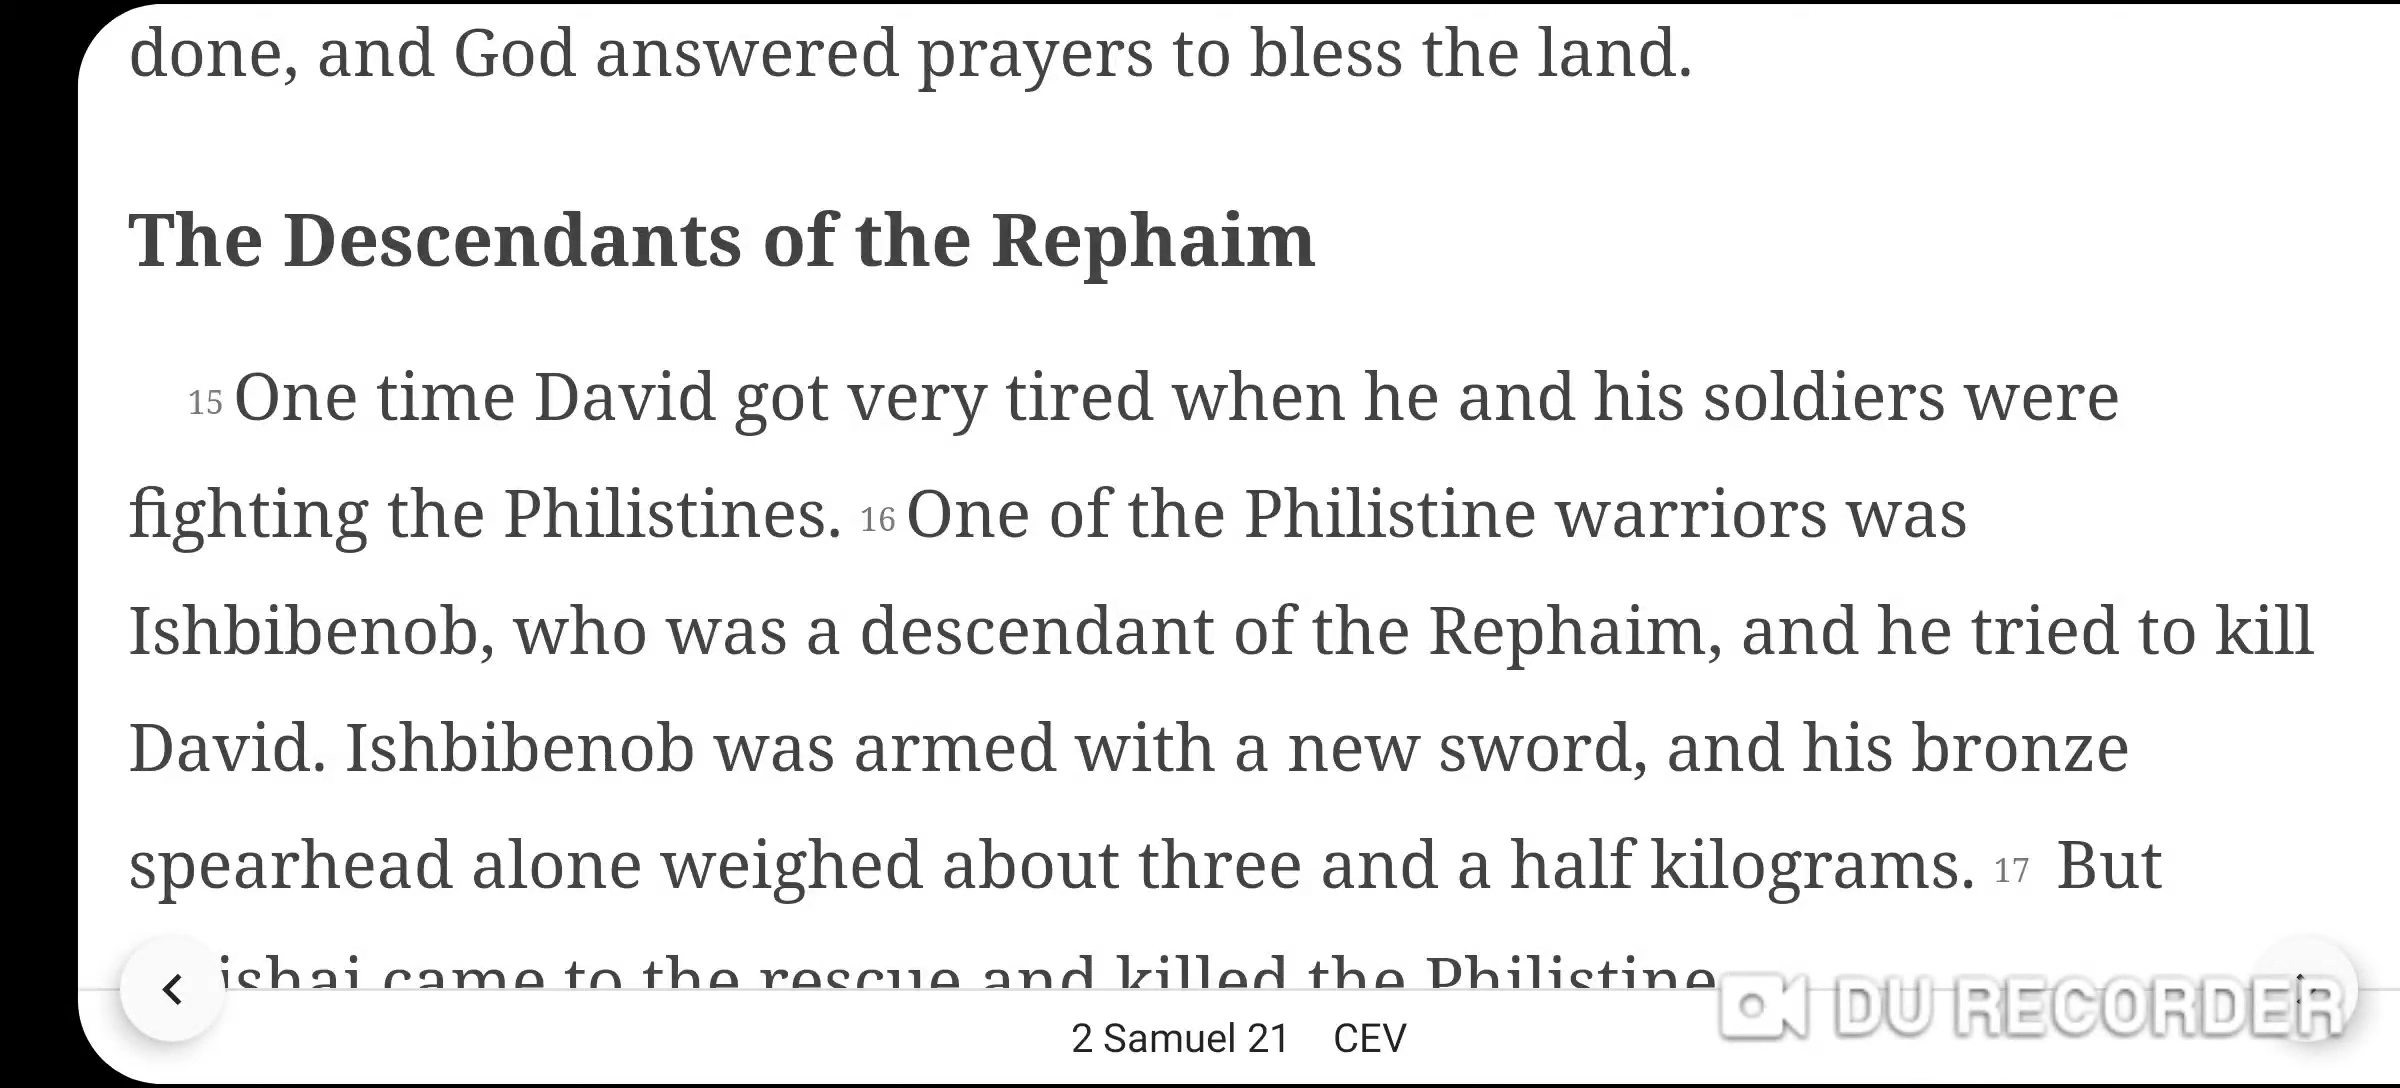 done, and God answered prayers to bless the land.
The Descendants of the Rephaim
15 One time David got very tired when he and his soldiers were
fighting the Philistines. 16 One of the Philistine warriors was
Ishbibenob, who was a descendant of the Rephaim, and he tried to kill
David. Ishbibenob was armed with a new sword, and his bronze
spearhead alone weighed about three and a half kilograms. 17 But
ishai came to the rescue and killed the Philistine
2 Samuel 21 CEV
DU RECORDER